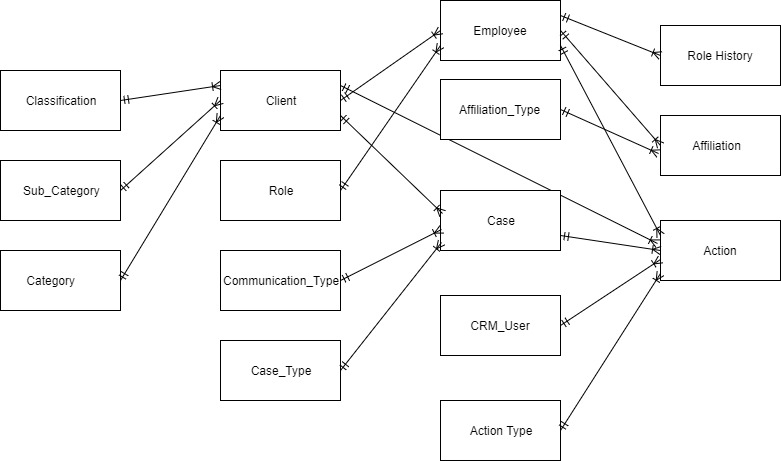 Employee
Role History
Classification
Client
Affiliation_Type
Affiliation
Sub_Category
Role
Case
Category
Communication_Type
Action
CRM_User
Case_Type
Action Type